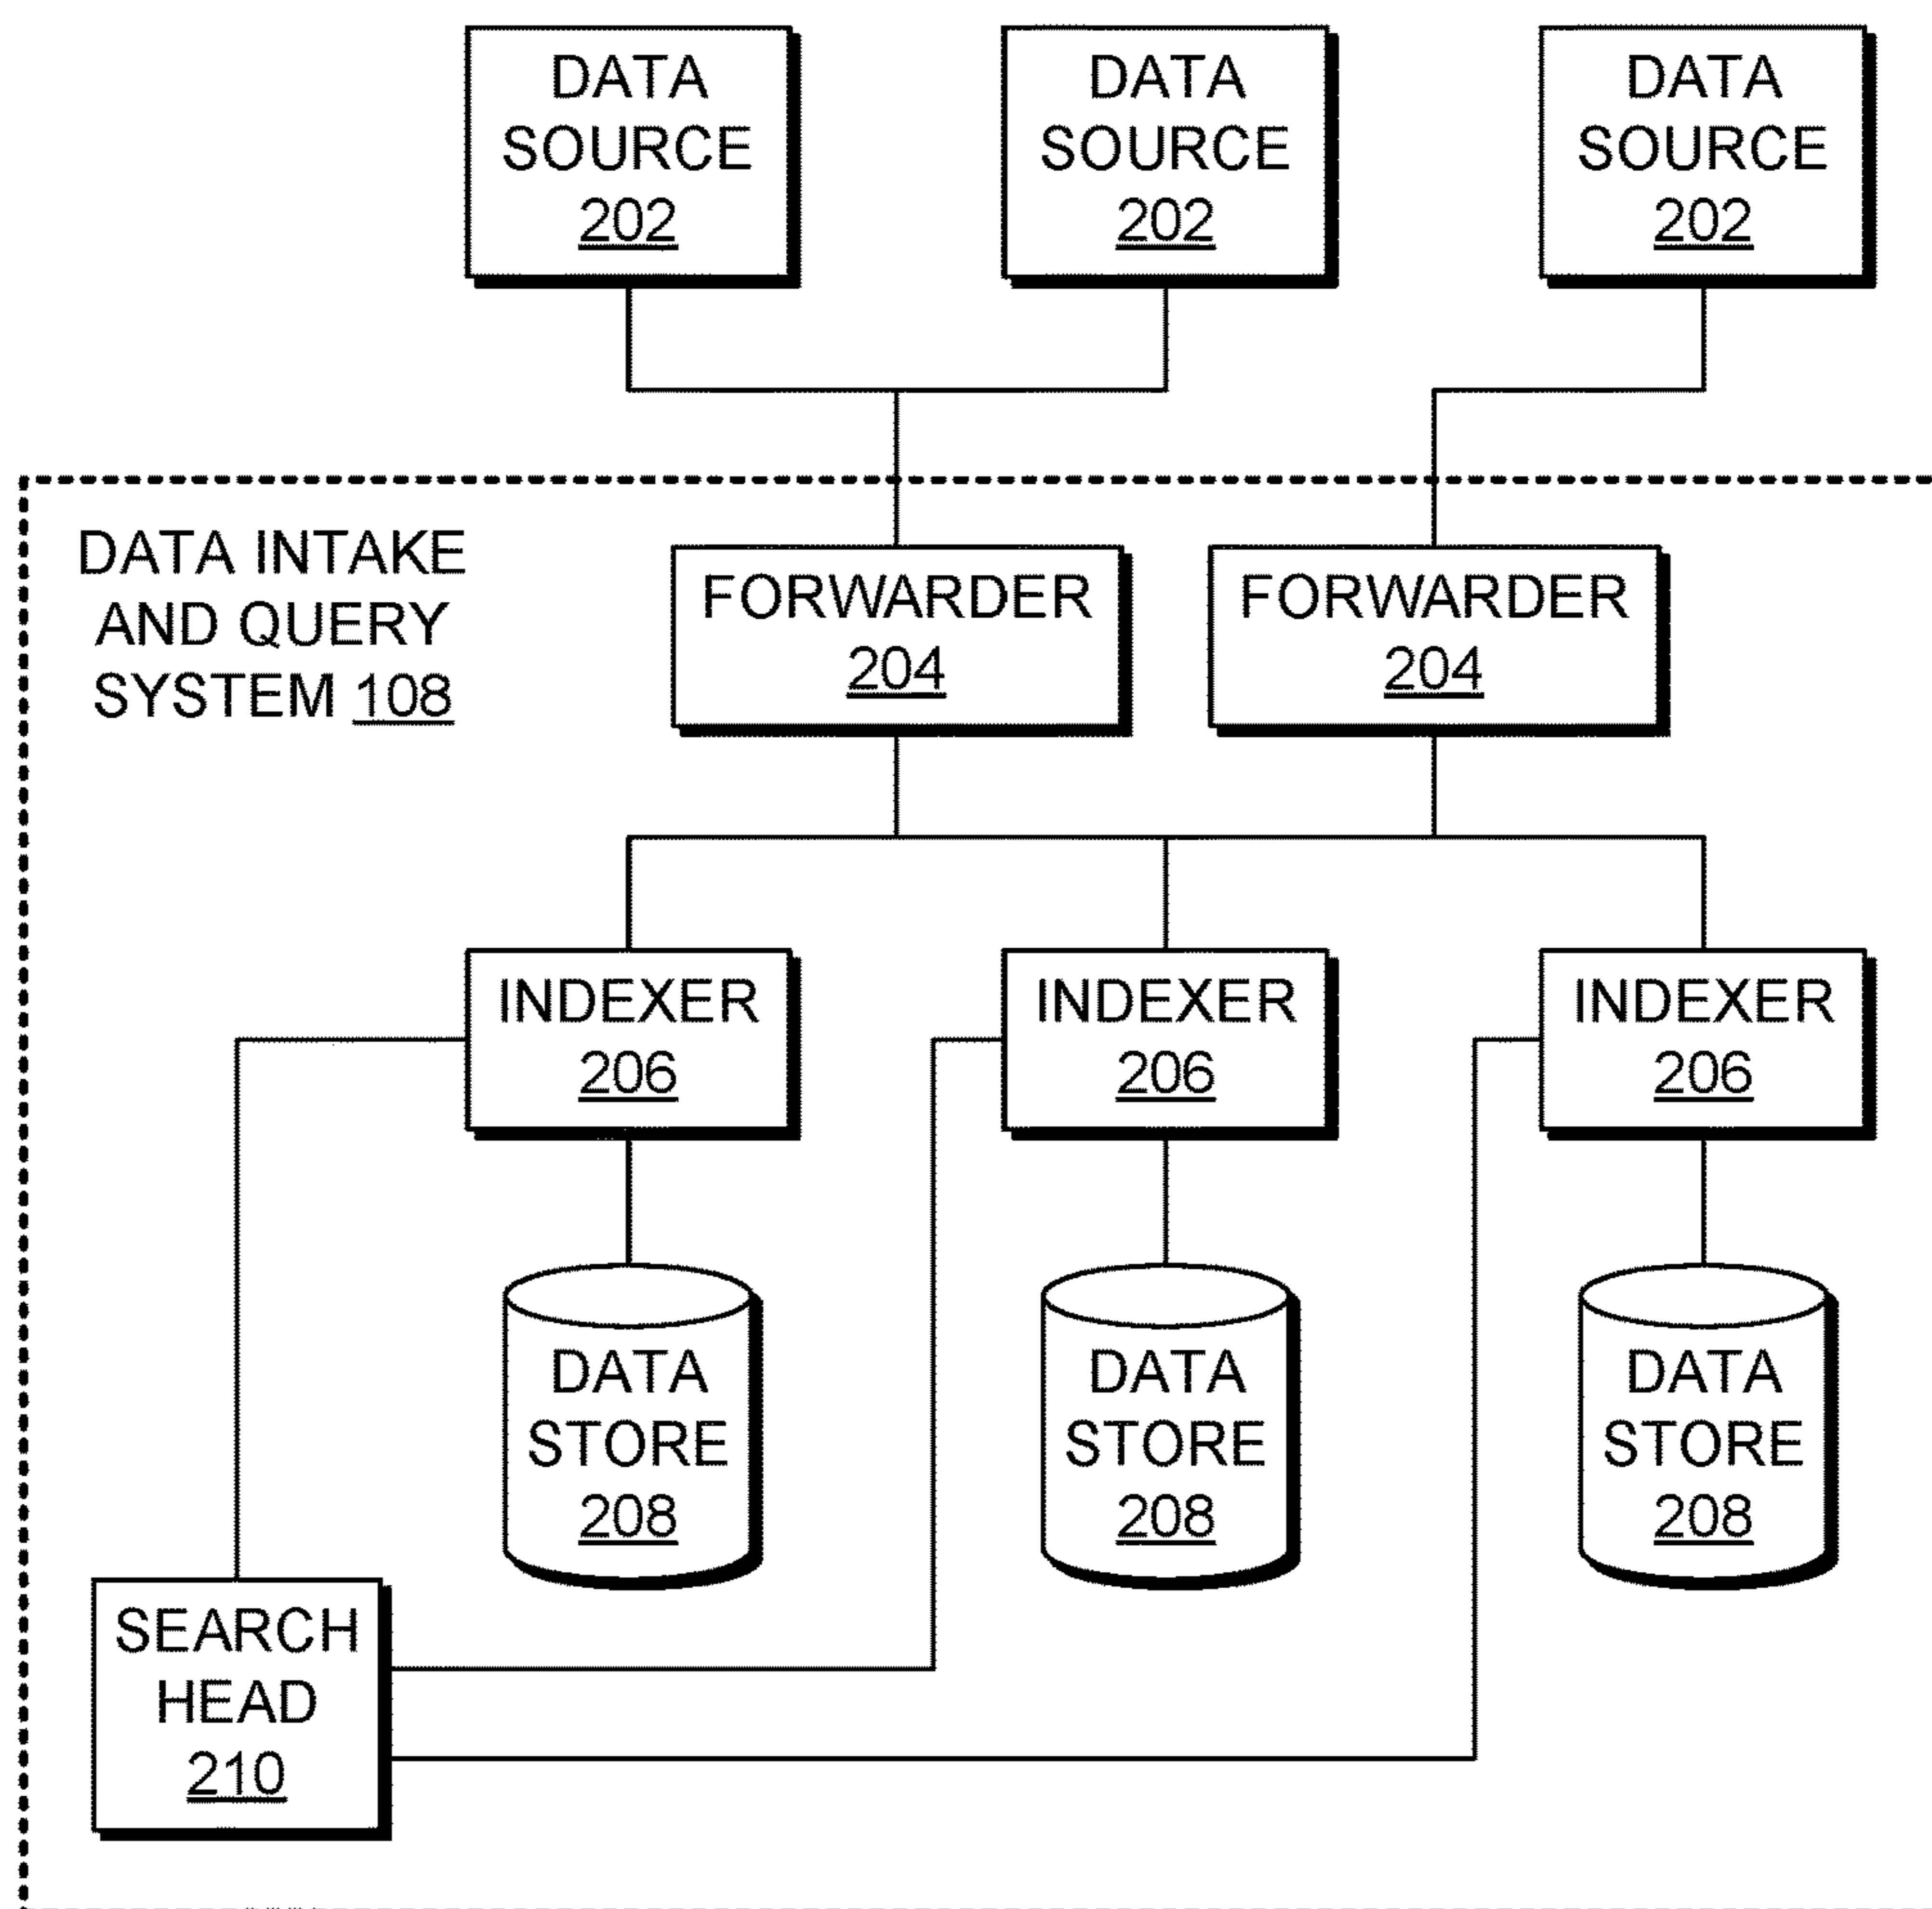 DATA
SOURCE
202
DATA
SOURCE
202
DATA
SOURCE
202
DATA INTAKE
AND QUERY
SYSTEM 108
FORWARDER
204
FORWARDER
204
INDEXER
206
INDEXER
206
INDEXER
206
DATA
STORE
208
DATA
STORE
208
DATA
STORE
208
SEARCH
HEAD
210